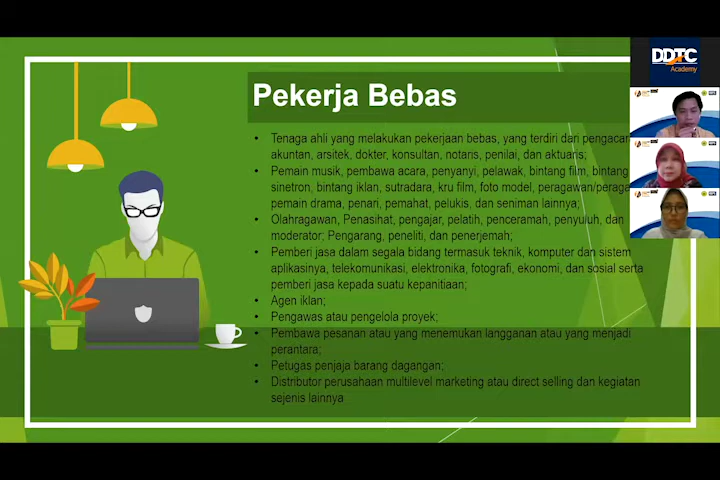 DDTC
Academy
Pekerja Bebas
• Tenaga ahli yang melakukan pekerjaan bebas, yang terdiri dari
akuntan, arsitek, dokter, konsultan, notaris, penilai, dan aktuaris;
• Pemain musik, pembawa acara, penyanyi, pelawak, bintang film, bintang
sinetron, bintang iklan, sutradara, kru film, foto model,
pemain drama, penari, pemahat, pelukis, dan seniman lainnya;
• Olahragawan, Penasihat, pengajar, pelatih, penceramah, penyuluh, dan
moderator; Pengarang, peneliti, dan penerjemah;
• Pemberi jasa dalam segala bidang termasuk teknik, komputer dan sistem
aplikasinya, telekomunikasi, elektronika, fotografi, ekonomi, dan sosial serta
pemberi jasa kepada suatu kepanitiaan;
• Agen iklan;
• Pengawas atau pengelola proyek;
• Pembawa pesanan atau yang menemukan langganan atau yang menjadi
perantara;
• Petugas penjaja barang dagangan;
• Distributor perusahaan multilevel marketing atau direct selling dan kegiatan
sejenis lainnya